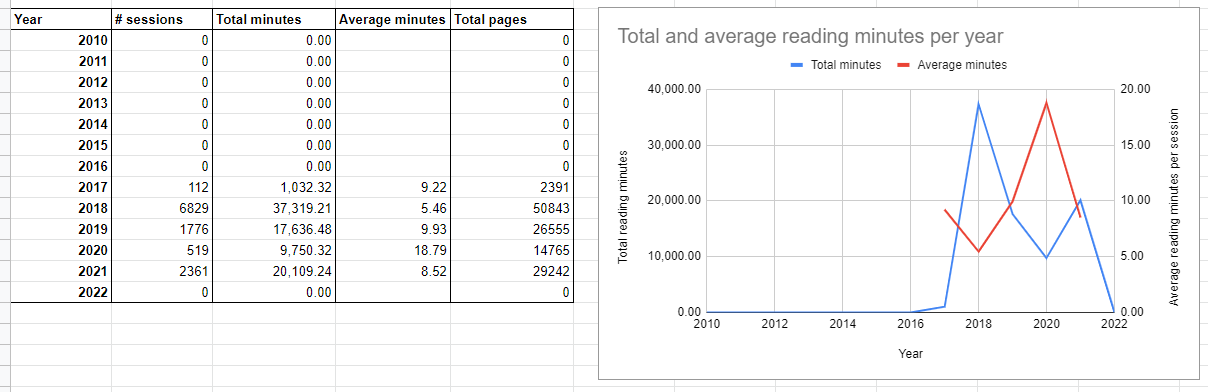 Year # sessions Total minutes Average minutes Total pages
2010 0 0.00 0
2011 0 0.00 0
2012 0 0.00 0
2013 0 0.00 0
2014 0 0.00 0
2015 0 0.00 0
2016 0 0.00 0
2017 112 1,032.32 9.22 2391
2018 6829 37,319.21 5.46 50843
2019 1776 17,636.48 9.93 26555
2020 519 9,750.32 18.79 14765
2021 2361 20,109.24 8.52 29242
2022 0 0.00 0
Total and average reading minutes per year
Total minutes Average minutes
40,000.00 20.00
30,000.00 15.00
20,000.00 10.00
10,000.00 5.00
0.00 0.00
Total reading minutes
Average reading minutes per session
2010 2012 2014 2016 2018 2020 2022
Year